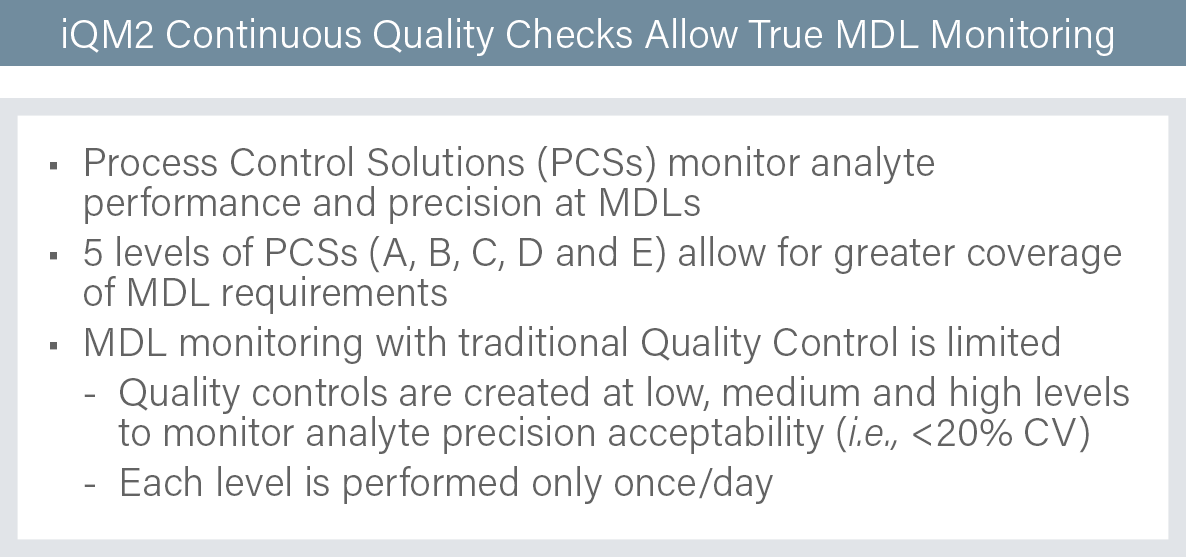 iQM2 Continuous Quality Checks Allow True MDL Monitoring
▪ Process Control Solutions (PCSs) monitor analyte
performance and precision at MDLs
▪ 5 levels of PCSs (A, B, C, D and E) allow for greater coverage
of MDL requirements
▪ MDL monitoring with traditional Quality Control is limited
- Quality controls are created at low, medium and high levels
to monitor analyte precision acceptability (i.e., <20% CV)
- Each level is performed only once/day